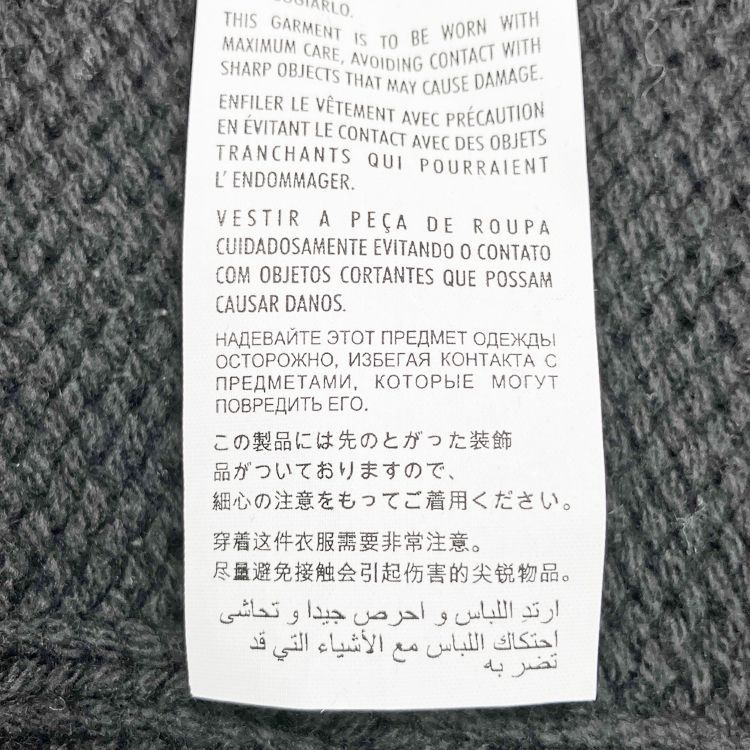 LOGIARLO.
THIS GARMENT IS TO BE WORN WITH
MAXIMUM CARE, AVOIDING CONTACT WITH
SHARP OBJECTS THAT MAY CAUSE DAMAGE.
ENFILER LE VÊTEMENT AVEC PRÉCAUTION
EN ÉVITANT LE CONTACT AVEC DES OBJETS
TRANCHANTS QUI POURRAIENT
L' ENDOMMAGER.
VESTIR A PEÇA DE ROUPA
CUIDADOSAMENTE EVITANDO O CONTATO
COM OBJETOS CORTANTES QUE POSSAM
CAUSAR DANOS.
НАДЕВАЙТЕ ЭТОТ ПРЕДМЕТ ОДЕЖДЫ
ОСТОРОЖНО, ИЗБЕГАЯ КОНТАКТА С
ПРЕДМЕТАМИ, КОТОРЫЕ МОГУТ
ПОВРЕДИТЬ ЕГО.
この製品には先のとがった装飾
品がついておりますので、
細心の注意をもってご着用ください。
穿着这件衣服需要非常注意。
尽量避免接触会引起伤害的尖锐物品。
ارتدِ اللباس و احرص جيدا و تحاشى
احتكاك اللباس مع الأشياء التي قد
تضر به